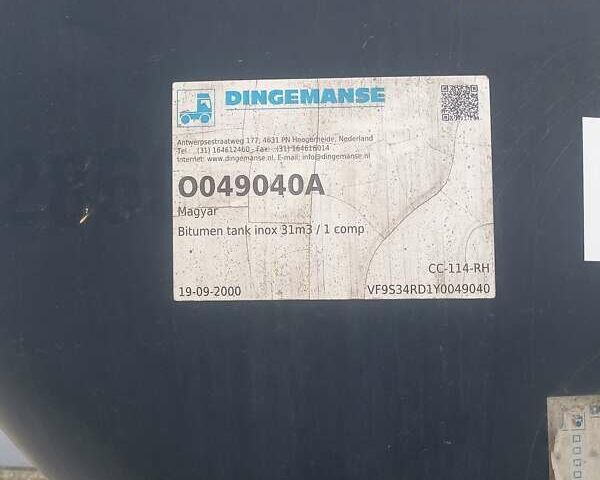 DINGEMANSE
Antwerpsestraatweg 177, 4631 PN Hoogerheide, Nederland
Tel .. (31) 164612460 - Fax: ..(31) 164616014
Internet: www.dingemanse.nl, E-mail: info@dingemanse.nl
O049040A
Magyar
Bitumen tank inox 31m3 / 1 comp
CC-114-RH
19-09-2000 VF9S34RD1Y0049040